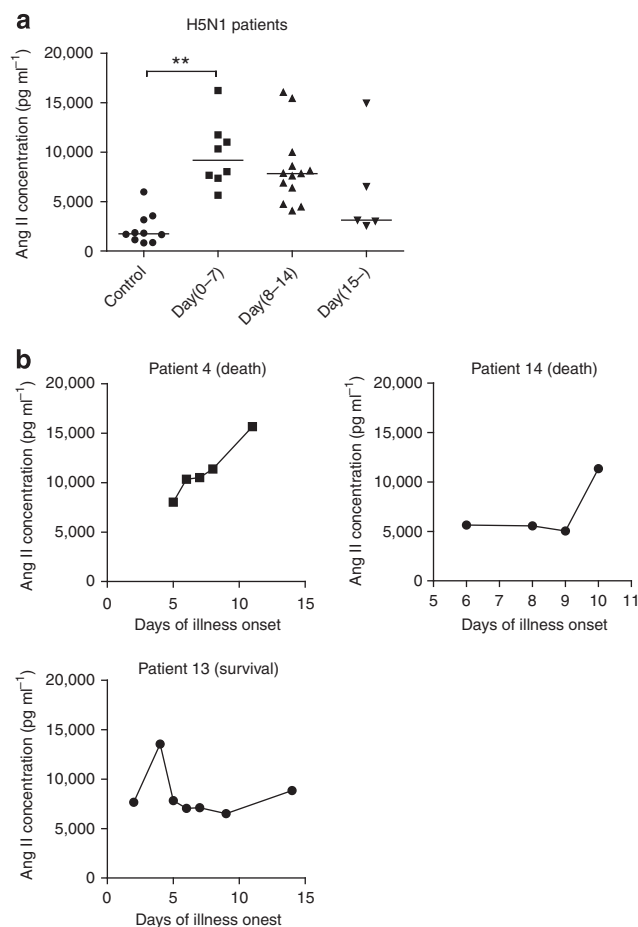 a
H5N1 patients
Ang II concentration (pg ml⁻¹)
20,000
15,000
10,000
5,000
0
**
Control
Day(0–7)
Day(8–14)
Day(15–)
b
Patient 4 (death)
Ang II concentration (pg ml⁻¹)
20,000
15,000
10,000
5,000
0
0 5 10 15
Days of illness onset
Patient 14 (death)
Ang II concentration (pg ml⁻¹)
20,000
15,000
10,000
5,000
0
5 6 7 8 9 10 11
Days of illness onset
Patient 13 (survival)
Ang II concentration (pg ml⁻¹)
20,000
15,000
10,000
5,000
0
0 5 10 15
Days of illness onest